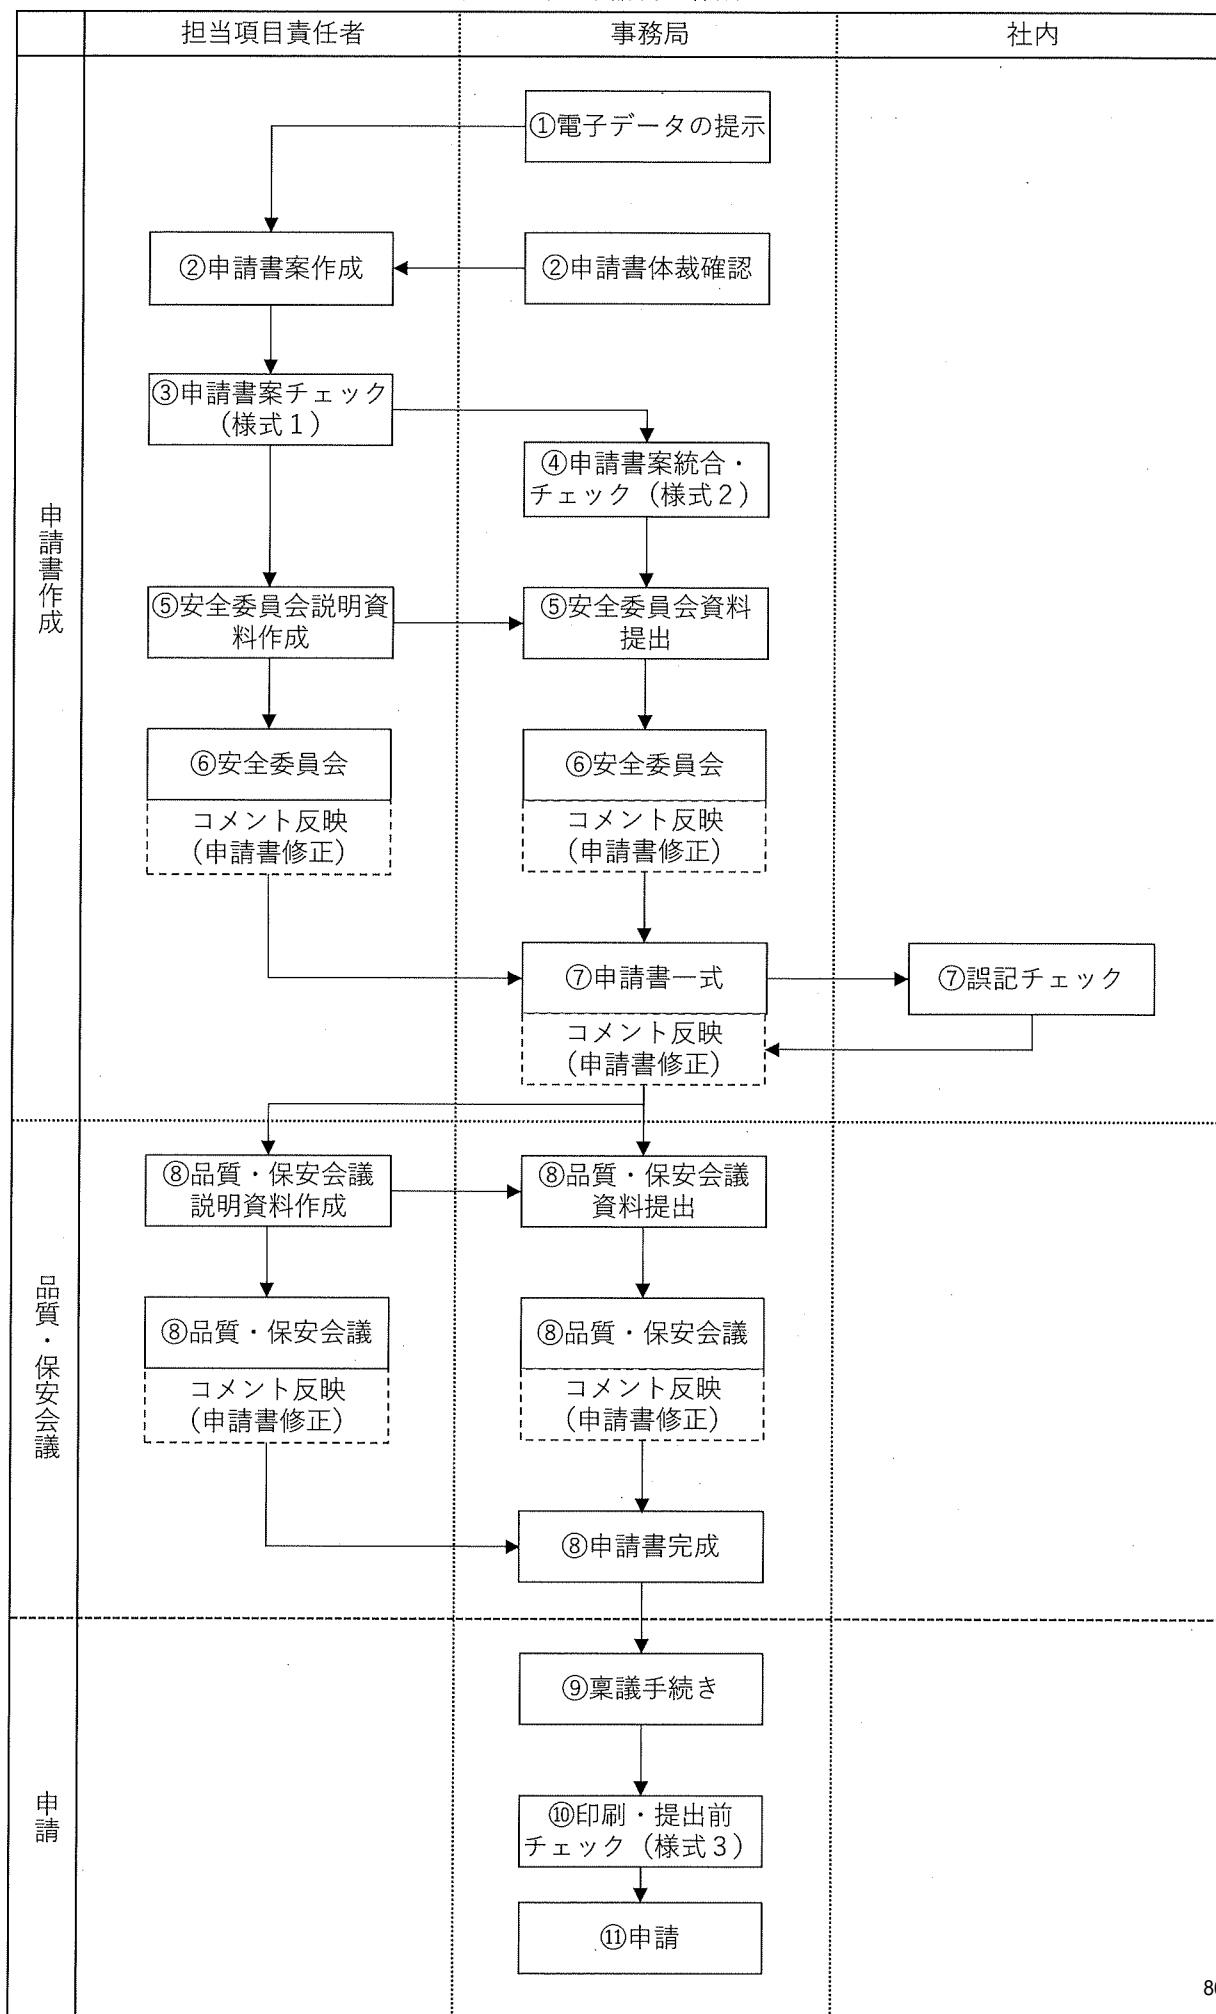 担当項目責任者
事務局
社内
申請書作成
①電子データの提示
②申請書案作成
②申請書体裁確認
③申請書案チェック
(様式1)
④申請書案統合・
チェック(様式2)
⑤安全委員会説明資
料作成
⑤安全委員会資料
提出
⑥安全委員会
コメント反映
(申請書修正)
⑥安全委員会
コメント反映
(申請書修正)
⑦申請書一式
コメント反映
(申請書修正)
⑦誤記チェック
品質・保安会議
⑧品質・保安会議
説明資料作成
⑧品質・保安会議
資料提出
⑧品質・保安会議
コメント反映
(申請書修正)
⑧品質・保安会議
コメント反映
(申請書修正)
⑧申請書完成
申請
⑨稟議手続き
⑩印刷・提出前
チェック(様式3)
⑪申請